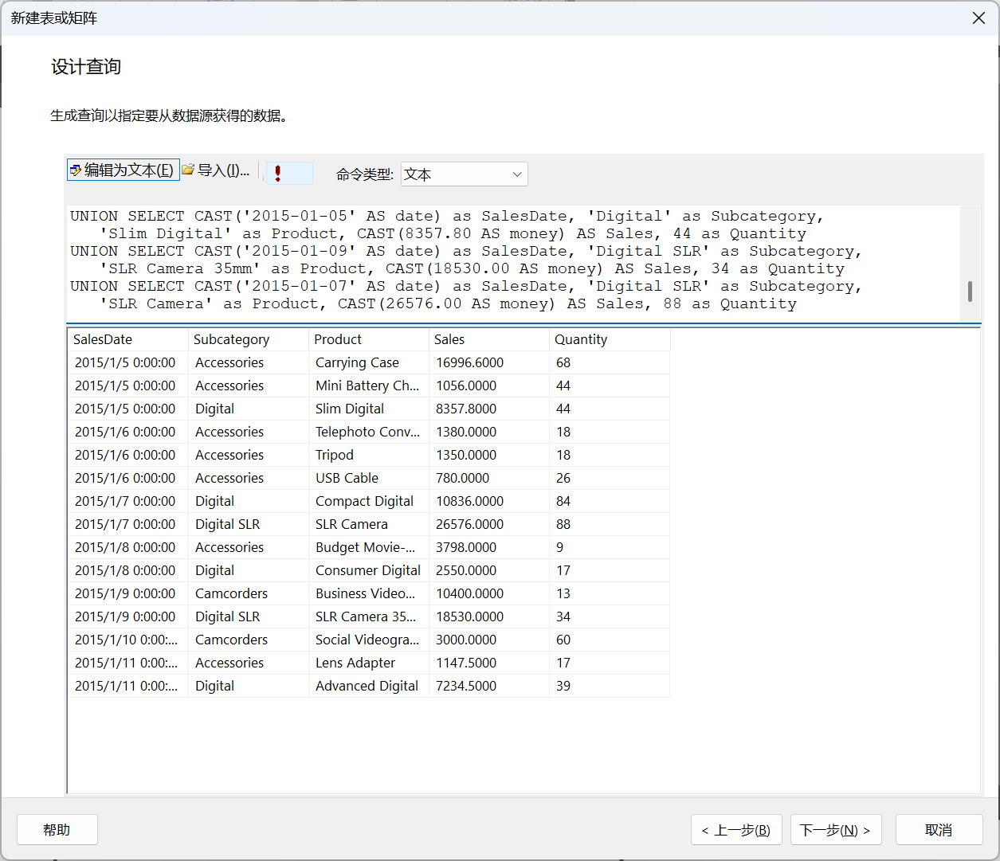 新建表或矩阵
设计查询
生成查询以指定要从数据源获得的数据。
编辑为文本(E) 导入(I)... 命令类型: 文本
UNION SELECT CAST('2015-01-05' AS date) as SalesDate, 'Digital' as Subcategory,
'Slim Digital' as Product, CAST(8357.80 AS money) AS Sales, 44 as Quantity
UNION SELECT CAST('2015-01-09' AS date) as SalesDate, 'Digital SLR' as Subcategory,
'SLR Camera 35mm' as Product, CAST(18530.00 AS money) AS Sales, 34 as Quantity
UNION SELECT CAST('2015-01-07' AS date) as SalesDate, 'Digital SLR' as Subcategory,
'SLR Camera' as Product, CAST(26576.00 AS money) AS Sales, 88 as Quantity
SalesDate Subcategory Product Sales Quantity
2015/1/5 0:00:00 Accessories Carrying Case 16996.6000 68
2015/1/5 0:00:00 Accessories Mini Battery Ch... 1056.0000 44
2015/1/5 0:00:00 Digital Slim Digital 8357.8000 44
2015/1/6 0:00:00 Accessories Telephoto Conv... 1380.0000 18
2015/1/6 0:00:00 Accessories Tripod 1350.0000 18
2015/1/6 0:00:00 Accessories USB Cable 780.0000 26
2015/1/7 0:00:00 Digital Compact Digital 10836.0000 84
2015/1/7 0:00:00 Digital SLR SLR Camera 26576.0000 88
2015/1/8 0:00:00 Accessories Budget Movie-... 3798.0000 9
2015/1/8 0:00:00 Digital Consumer Digital 2550.0000 17
2015/1/9 0:00:00 Camcorders Business Video... 10400.0000 13
2015/1/9 0:00:00 Digital SLR SLR Camera 35... 18530.0000 34
2015/1/10 0:00:... Camcorders Social Videogra... 3000.0000 60
2015/1/11 0:00:... Accessories Lens Adapter 1147.5000 17
2015/1/11 0:00:... Digital Advanced Digital 7234.5000 39
帮助 < 上一步(B) 下一步(N) > 取消